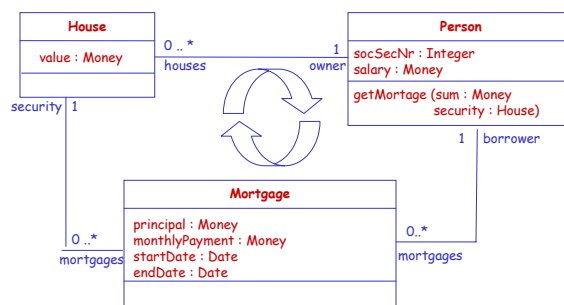 House
value : Money
Person
socSecNr : Integer
salary : Money
getMortage (sum : Money
security : House)
0 .. *
houses
1
owner
security
1
1
borrower
Mortgage
principal : Money
monthlyPayment : Money
startDate : Date
endDate : Date
0 ..*
mortgages
0..*
mortgages